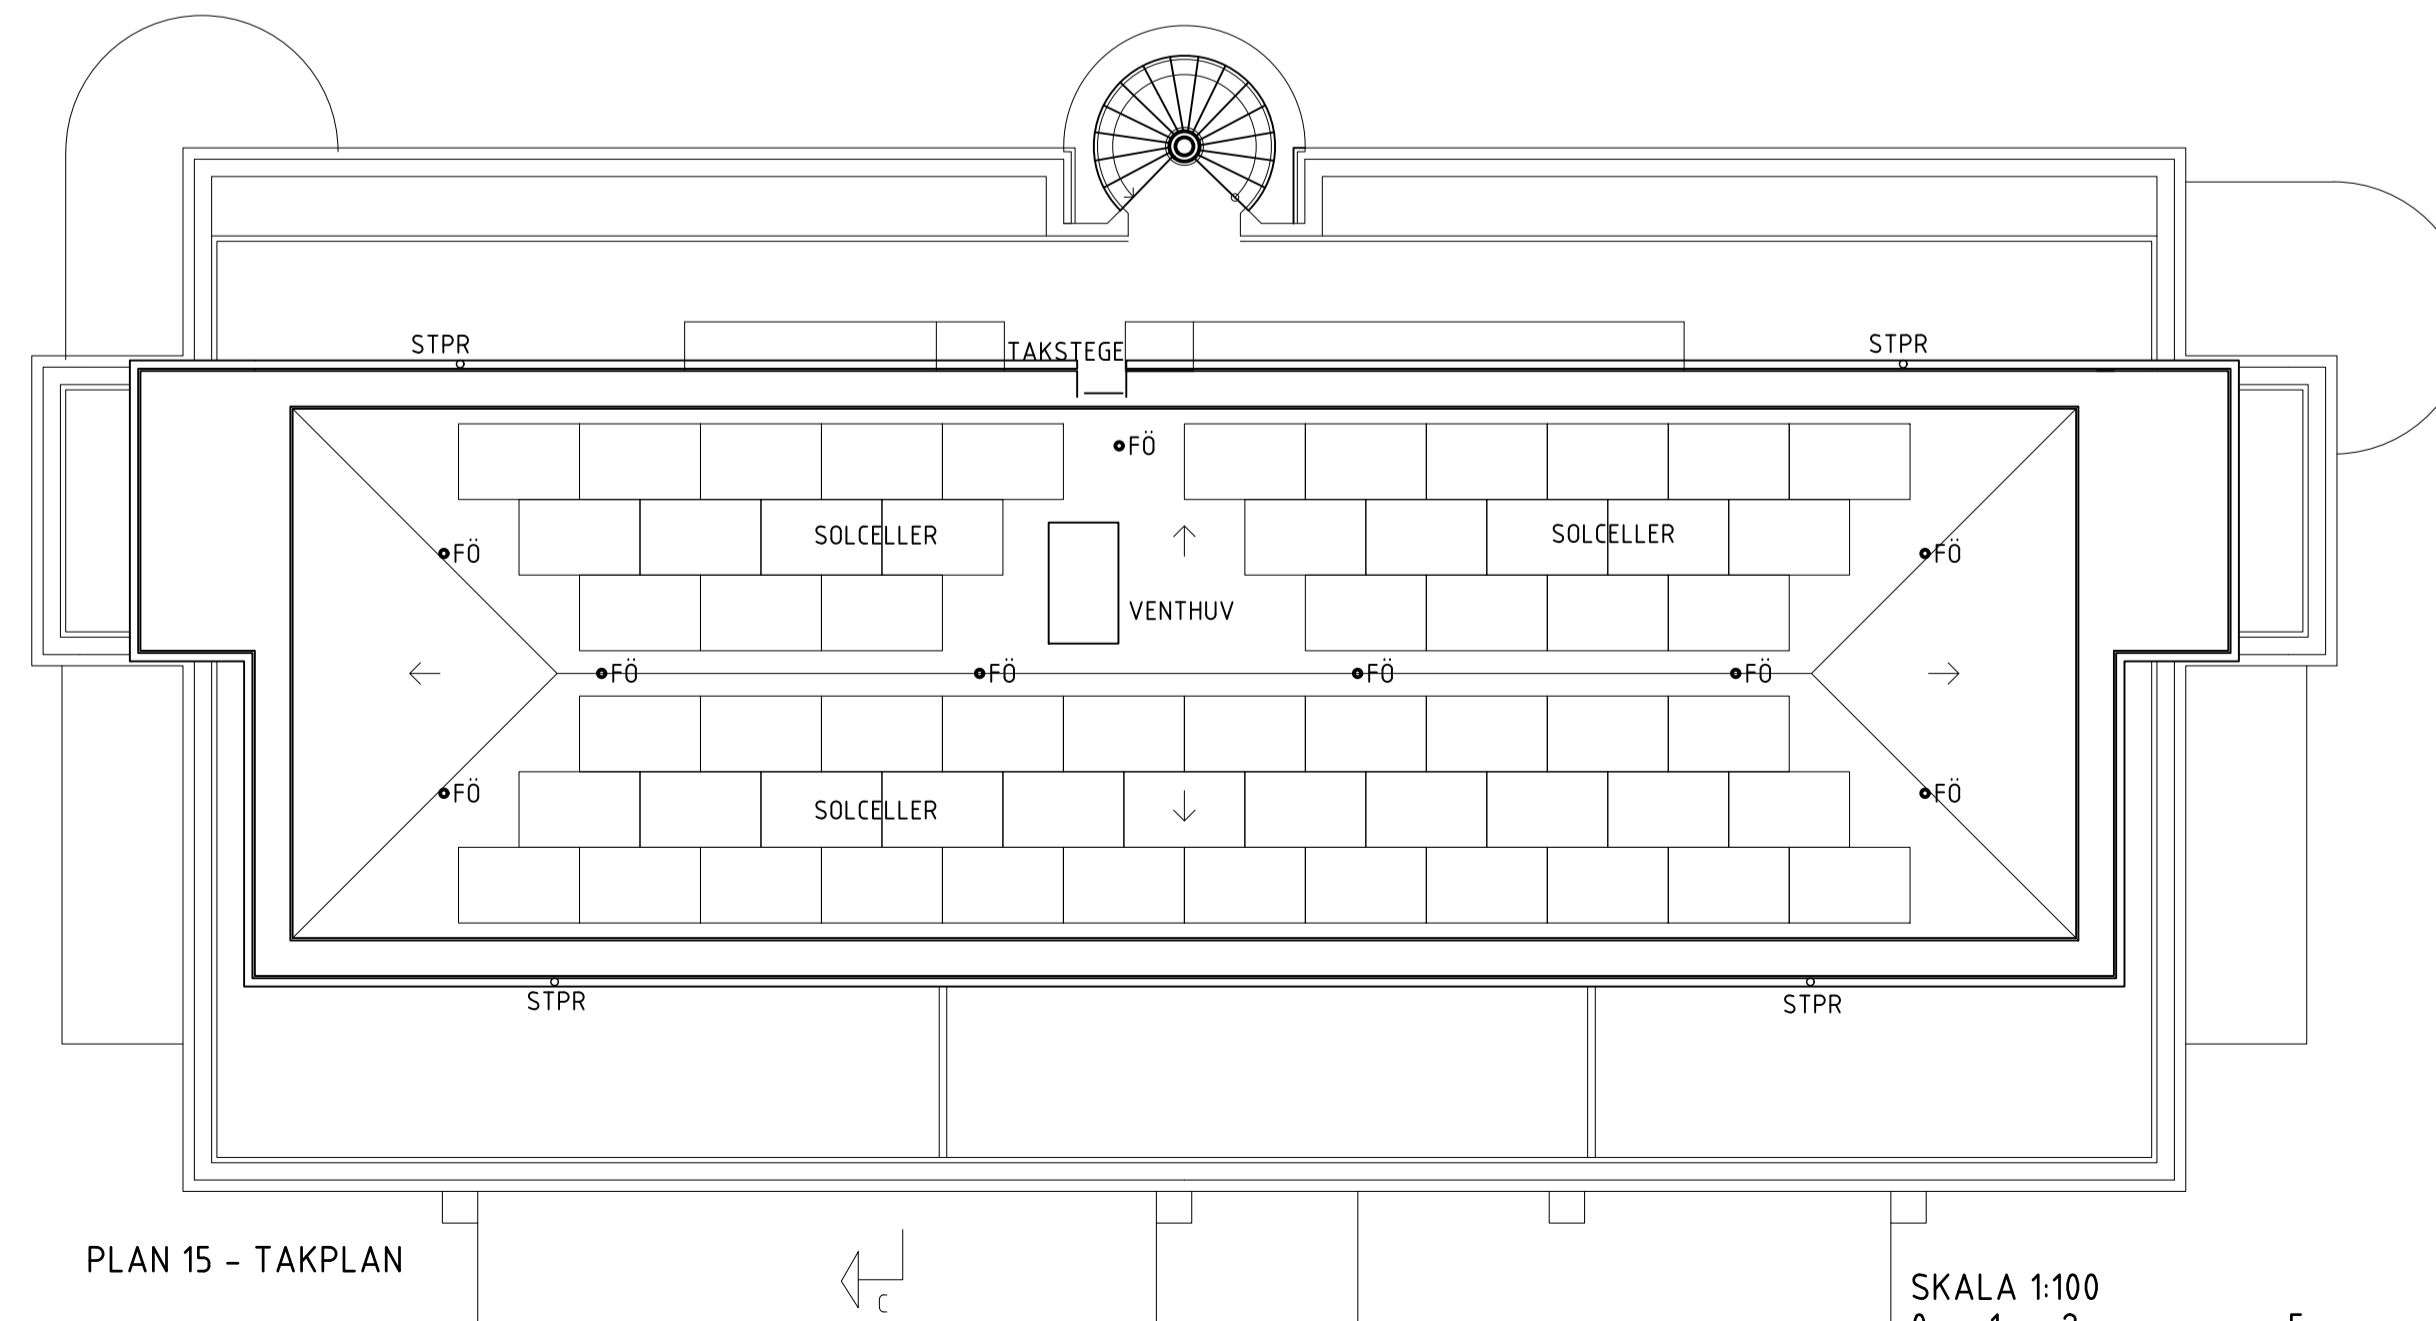 STPR
TAKSTEGE
STPR
FÖ
SOLCELLER
SOLCELLER
FÖ
FÖ
VENTHUV
FÖ
FÖ
FÖ
FÖ
FÖ
SOLCELLER
FÖ
STPR
STPR
PLAN 15 - TAKPLAN
C
SKALA 1:100